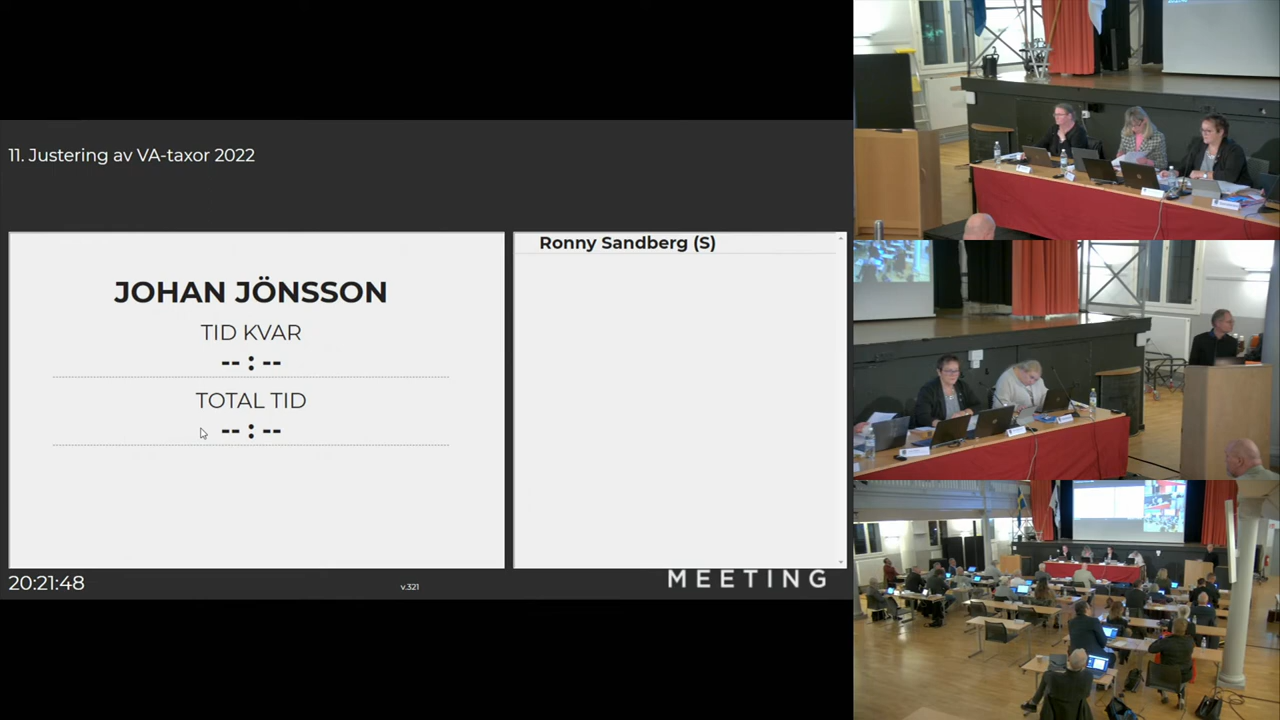 11. Justering av VA-taxor 2022
JOHAN JÖNSSON
TID KVAR
-- : --
TOTAL TID
-- : --
Ronny Sandberg (S)
20:21:48
v.321
MEETING